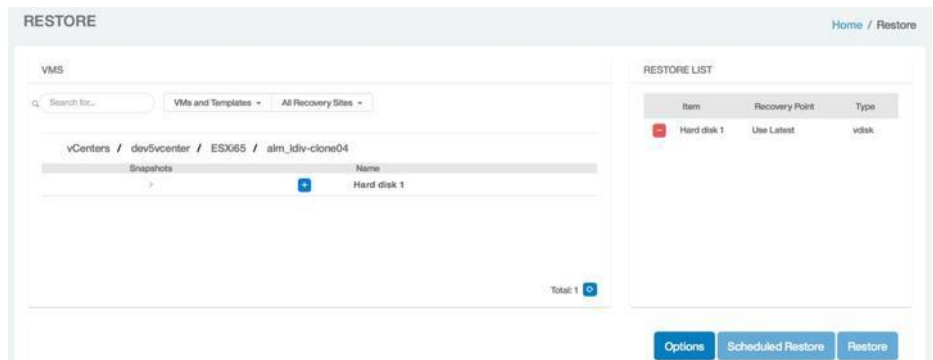 RESTORE
Home / Restore
VMS
Search for...
VMs and Templates
All Recovery Sites
vCenters / dev5vcenter / ESXi65 / alm_ldiv-clone04
Snapshots Name
Hard disk 1
Total: 1
RESTORE LIST
Item Recovery Point Type
Hard disk 1 Use Latest vdisk
Options Scheduled Restore Restore